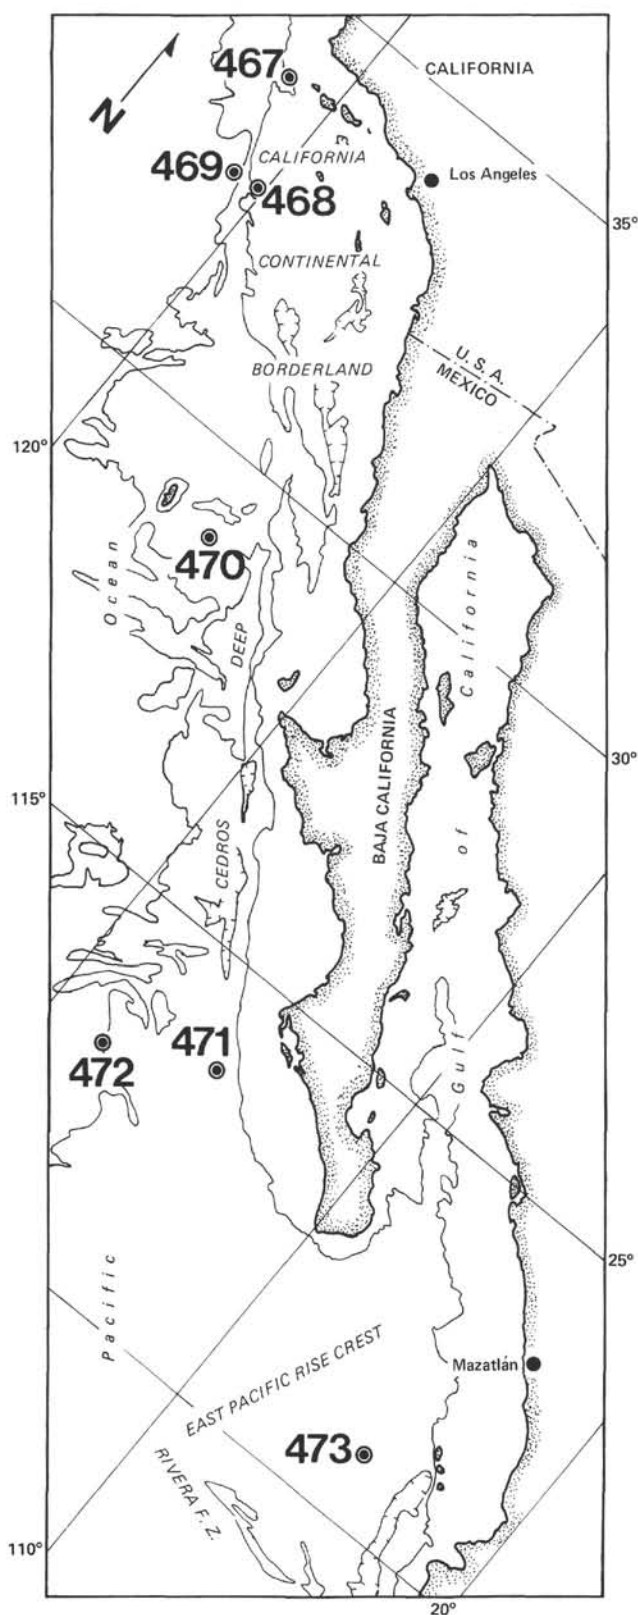 467
CALIFORNIA
N
469
CALIFORNIA
468
Los Angeles
35°
CONTINENTAL
U.S.A.
MEXICO
BORDERLAND
120°
470
Ocean
DEEP
California
30°
BAJA CALIFORNIA
115°
CEDROS
of
472
471
Gulf
25°
Pacific
EAST PACIFIC RISE CREST
Mazatlán
473
RIVERA F.Z.
110°
20°